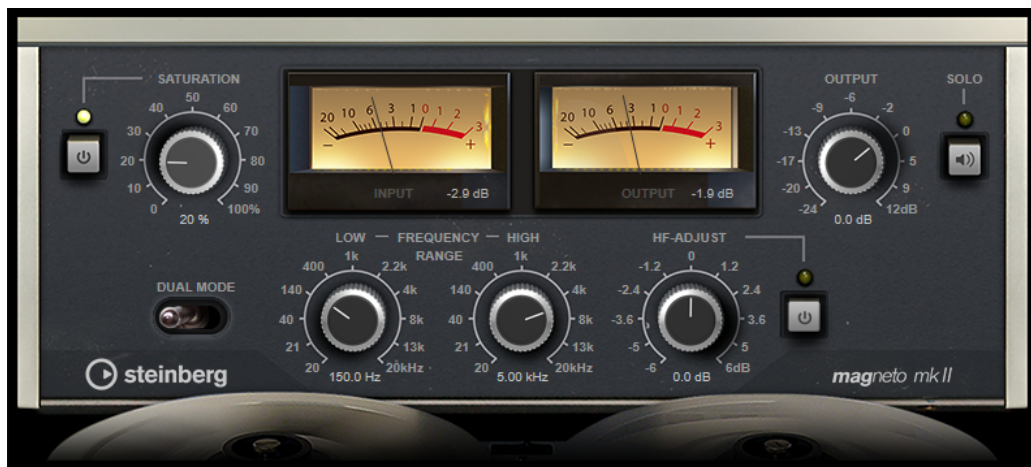 SATURATION
50
40 60
30 70
20 80
10 90
0 100%
20 %
20 10 6 3 1 0 1 2 3
- +
INPUT -2.9 dB
20 10 6 3 1 0 1 2 3
- +
OUTPUT -1.9 dB
OUTPUT
-6
-9 -2
-13 0
-17 5
-20 9
-24 12dB
0.0 dB
SOLO
DUAL MODE
LOW FREQUENCY HIGH
RANGE
1k
400 2.2k
140 4k
40 8k
21 13k
20 20kHz
150.0 Hz
1k
400 2.2k
140 4k
40 8k
21 13k
20 20kHz
5.00 kHz
HF-ADJUST
0
-1.2 1.2
-2.4 2.4
-3.6 3.6
-5 5
-6 6dB
0.0 dB
steinberg
magneto mkII